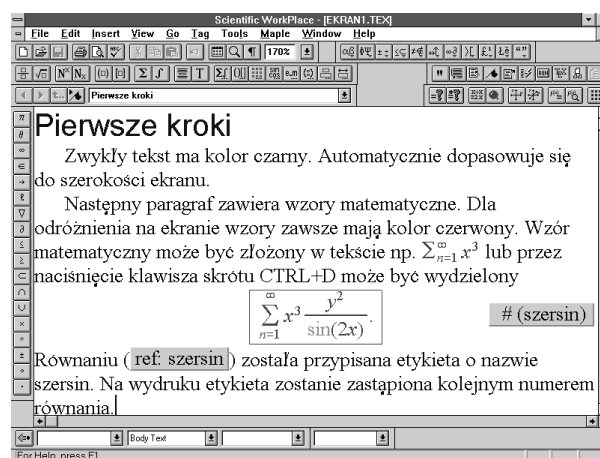 Scientific WorkPlace - [EKRAN1.TEX]
File Edit Insert View Go Tag Tools Maple Window Help
170%
Pierwsze kroki
Pierwsze kroki
Zwykły tekst ma kolor czarny. Automatycznie dopasowuje się
do szerokości ekranu.
Następny paragraf zawiera wzory matematyczne. Dla
odróżnienia na ekranie wzory zawsze mają kolor czerwony. Wzór
matematyczny może być złożony w tekście np. ∑_{n=1}^{∞} x³ lub przez
naciśnięcie klawisza skrótu CTRL+D może być wydzielony
∑_{n=1}^{∞} x³ y²/sin(2x). # (szersin)
Równaniu ( ref: szersin ) została przypisana etykieta o nazwie
szersin. Na wydruku etykieta zostanie zastąpiona kolejnym numerem
równania.
Body Text
For Help, press F1